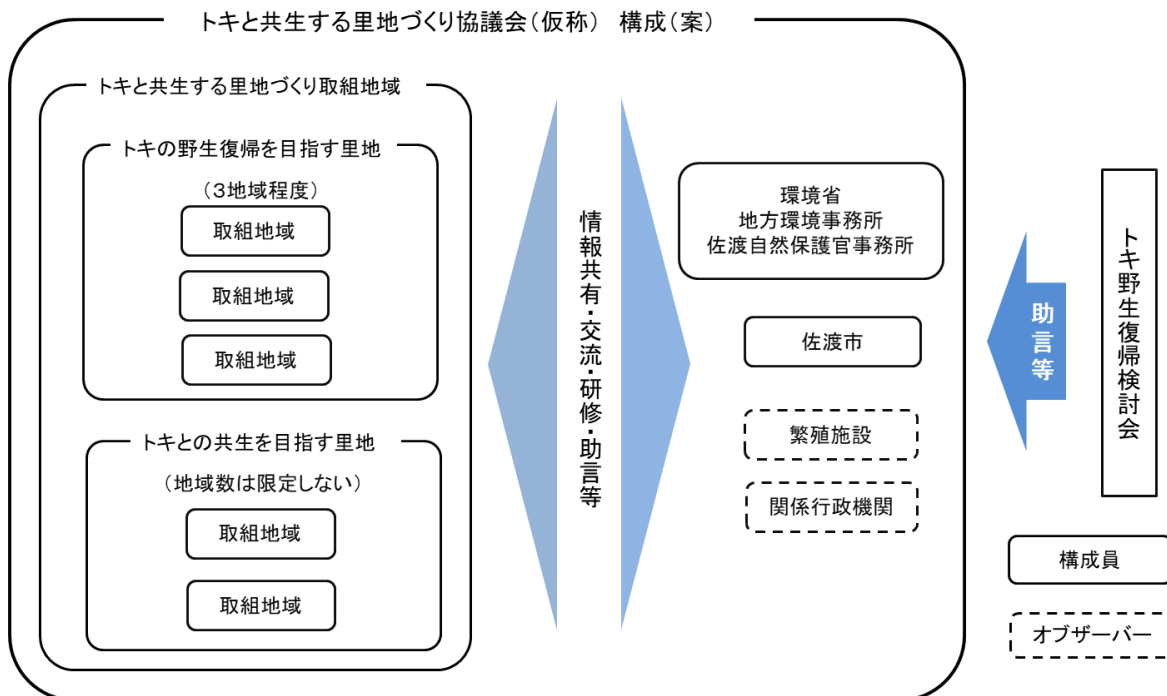 トキと共生する里地づくり協議会(仮称) 構成(案)
トキと共生する里地づくり取組地域
トキの野生復帰を目指す里地
(3地域程度)
取組地域
取組地域
取組地域
トキとの共生を目指す里地
(地域数は限定しない)
取組地域
取組地域
情報共有・交流・研修・助言等
環境省
地方環境事務所
佐渡自然保護官事務所
佐渡市
繁殖施設
関係行政機関
助言等
トキ野生復帰検討会
構成員
オブザーバー